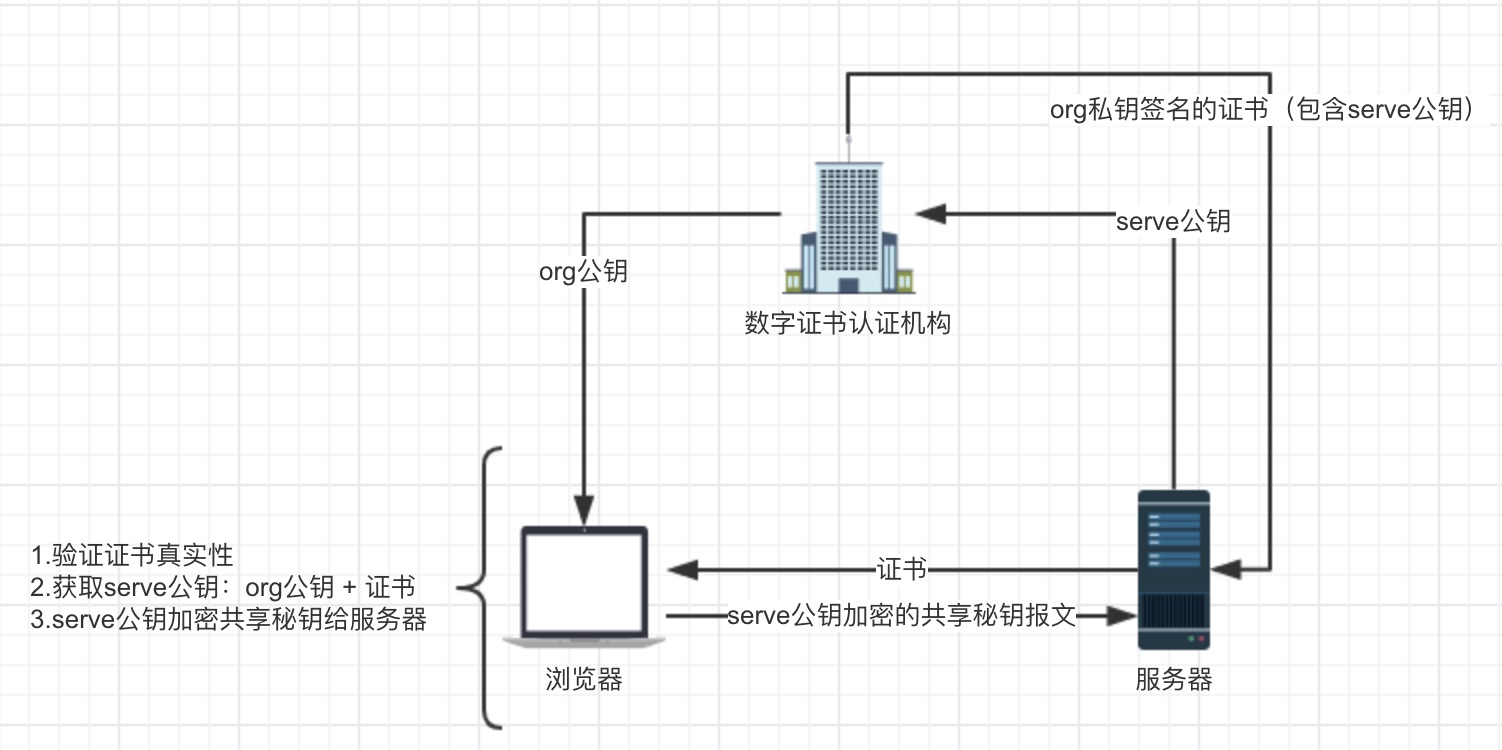 org私钥签名的证书（包含serve公钥）
serve公钥
org公钥
数字证书认证机构
1.验证证书真实性
2.获取serve公钥：org公钥 + 证书
3.serve公钥加密共享秘钥给服务器
证书
serve公钥加密的共享秘钥报文
浏览器
服务器